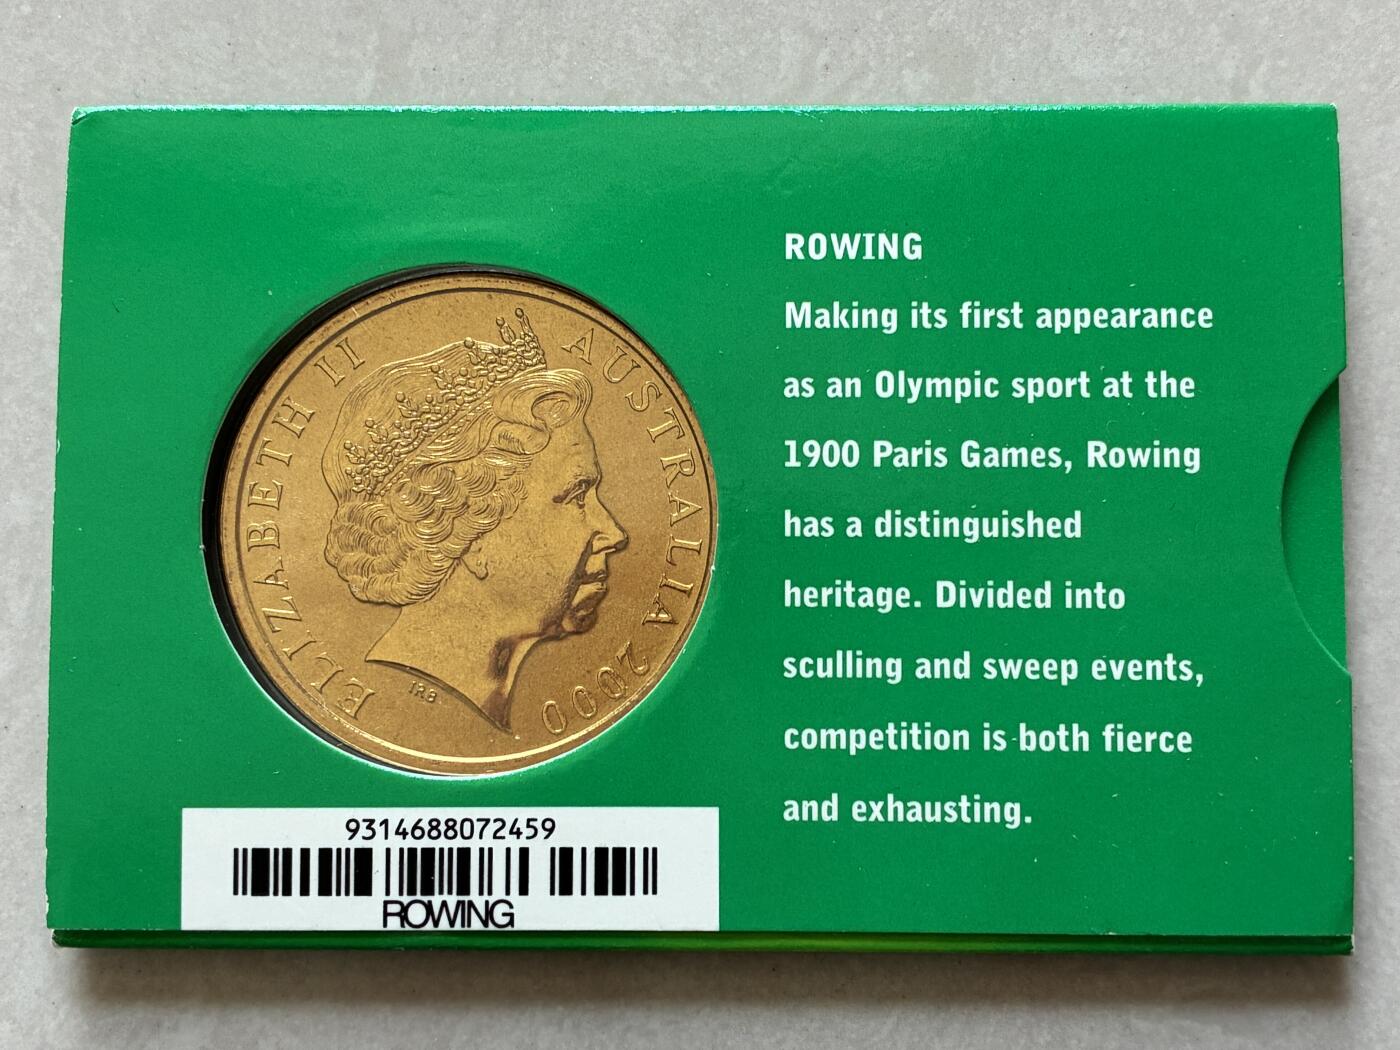 ELIZABETH II
AUSTRALIA 2000
IRB
ROWING
Making its first appearance
as an Olympic sport at the
1900 Paris Games, Rowing
has a distinguished
heritage. Divided into
sculling and sweep events,
competition is both fierce
and exhausting.
9314688072459
ROWING